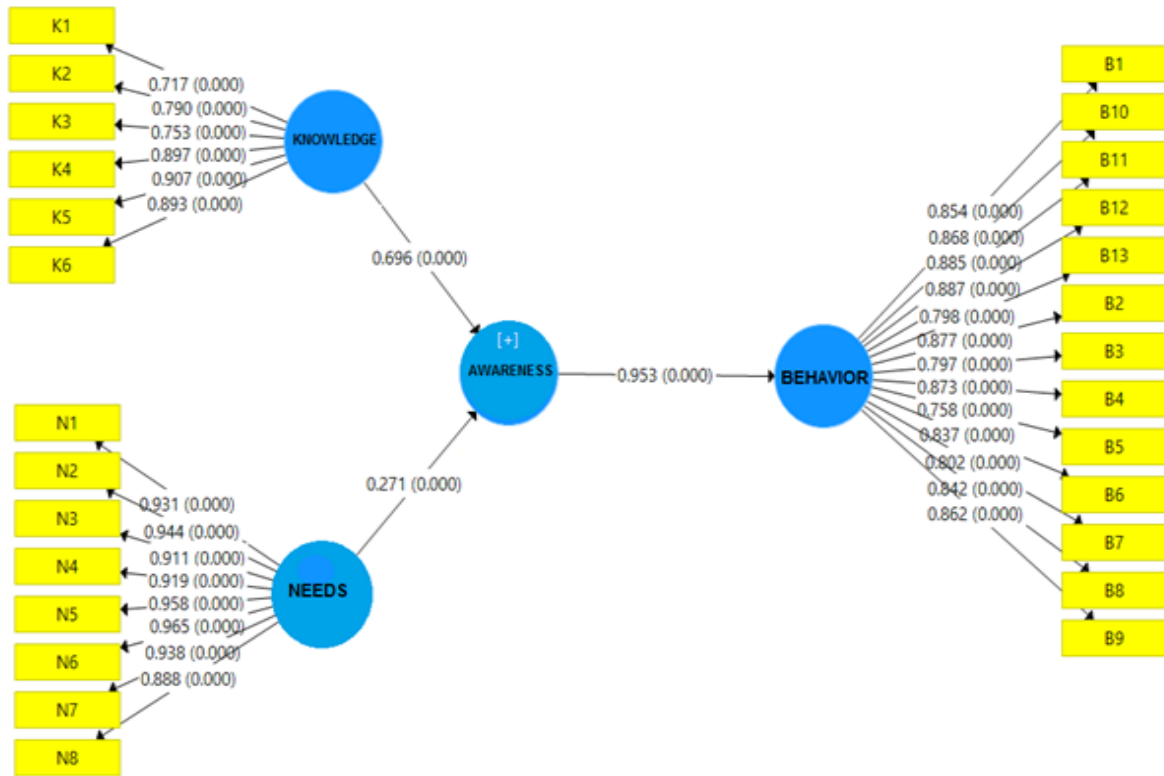 K1
K2
K3
K4
K5
K6
0.717 (0.000)
0.790 (0.000)
0.753 (0.000)
0.897 (0.000)
0.907 (0.000)
0.893 (0.000)
KNOWLEDGE
0.696 (0.000)
[+]
AWARENESS
0.953 (0.000)
BEHAVIOR
0.271 (0.000)
N1
N2
N3
N4
N5
N6
N7
N8
0.931 (0.000)
0.944 (0.000)
0.911 (0.000)
0.919 (0.000)
0.958 (0.000)
0.965 (0.000)
0.938 (0.000)
0.888 (0.000)
NEEDS
0.854 (0.000)
0.868 (0.000)
0.885 (0.000)
0.887 (0.000)
0.798 (0.000)
0.877 (0.000)
0.797 (0.000)
0.873 (0.000)
0.758 (0.000)
0.837 (0.000)
0.802 (0.000)
0.842 (0.000)
0.862 (0.000)
B1
B10
B11
B12
B13
B2
B3
B4
B5
B6
B7
B8
B9